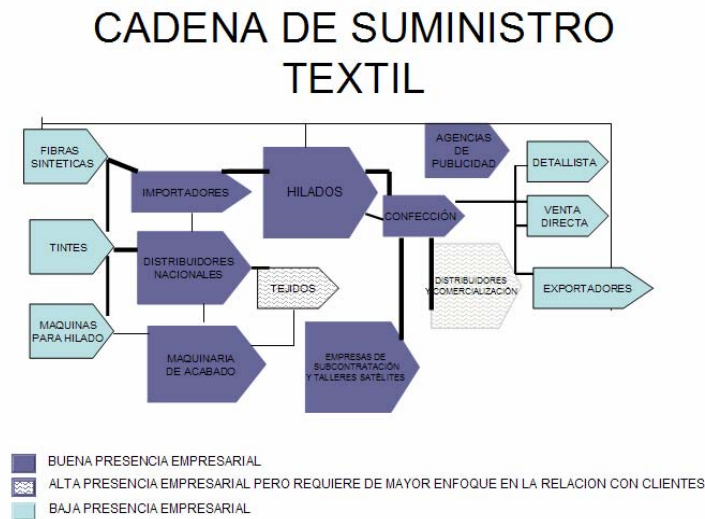 CADENA DE SUMINISTRO
TEXTIL
FIBRAS
SINTETICAS
IMPORTADORES
HILADOS
AGENCIAS
DE
PUBLICIDAD
DETALLISTA
CONFECCIÓN
VENTA
DIRECTA
TINTES
DISTRIBUIDORES
NACIONALES
TEJIDOS
DISTRIBUIDORES
Y COMERCIALIZACIÓN
EXPORTADORES
MAQUINAS
PARA HILADO
MAQUINARIA
DE ACABADO
EMPRESAS DE
SUBCONTRATACIÓN
Y TALLERES SATÉLITES
BUENA PRESENCIA EMPRESARIAL
ALTA PRESENCIA EMPRESARIAL PERO REQUIERE DE MAYOR ENFOQUE EN LA RELACION CON CLIENTES
BAJA PRESENCIA EMPRESARIAL